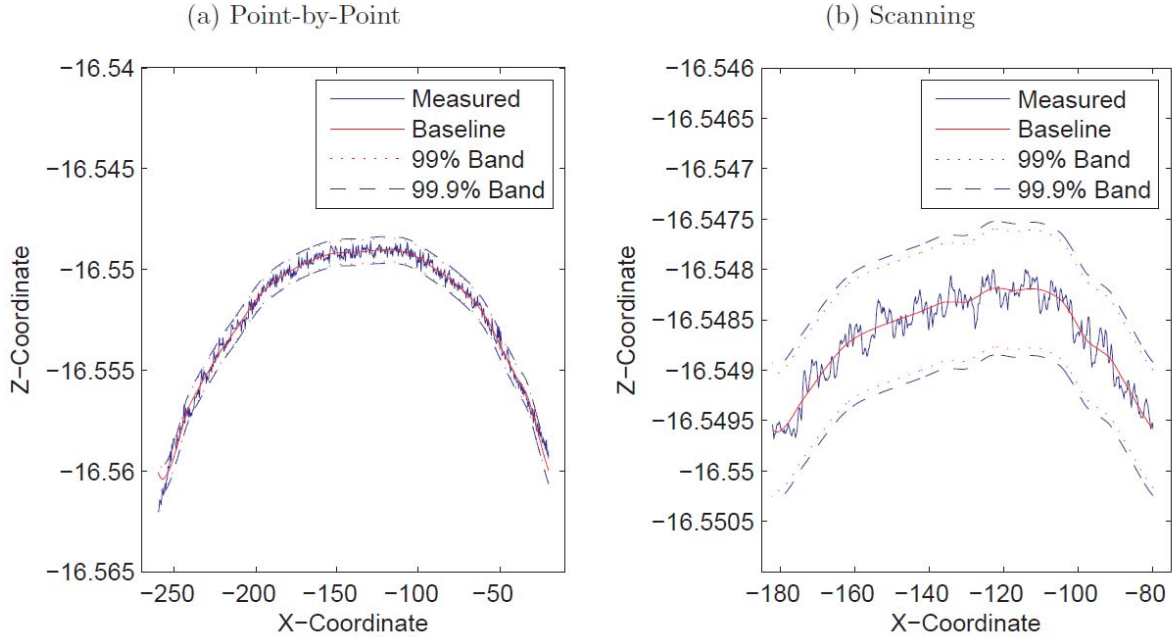 (a) Point-by-Point
−16.54
−16.545
−16.55
−16.555
−16.56
−16.565
Z−Coordinate
Measured
Baseline
99% Band
99.9% Band
−250 −200 −150 −100 −50
X−Coordinate
(b) Scanning
−16.546
−16.5465
−16.547
−16.5475
−16.548
−16.5485
−16.549
−16.5495
−16.55
−16.5505
Z−Coordinate
Measured
Baseline
99% Band
99.9% Band
−180 −160 −140 −120 −100 −80
X−Coordinate